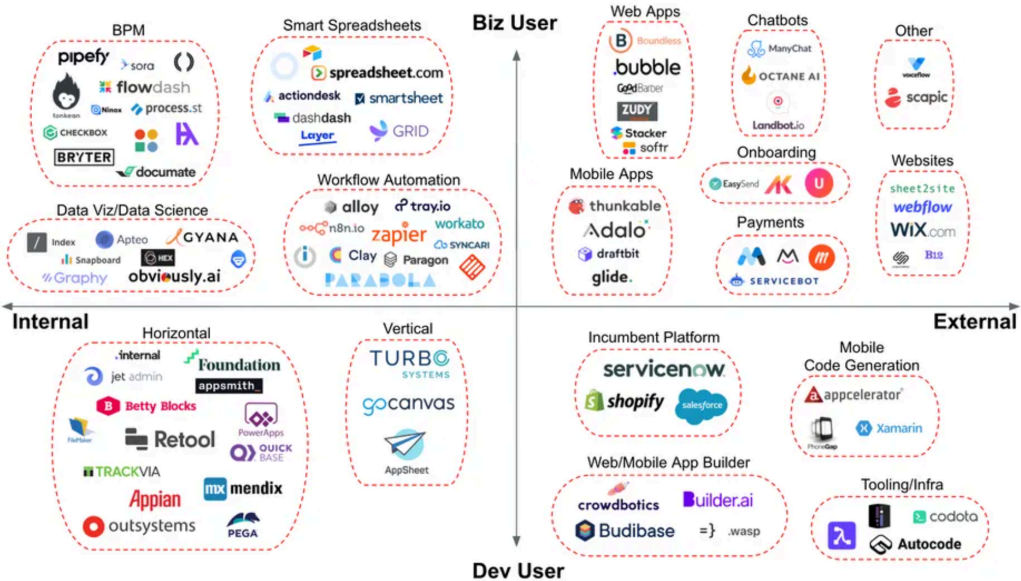 Biz User
BPM
pipefy
sora
flowdash
tonkean
Ninox
process.st
CHECKBOX
BRYTER
documate
Smart Spreadsheets
spreadsheet.com
actiondesk
smartsheet
dashdash
Layer
GRID
Web Apps
Boundless
.bubble
GoodBarber
ZUDY
Stacker
softr
Chatbots
ManyChat
OCTANE AI
Landbot.io
Other
voiceflow
scapic
Data Viz/Data Science
Index
Apteo
GYANA
Snapboard
HEX
Graphy
obviously.ai
Workflow Automation
alloy
tray.io
n8n.io
zapier
workato
SYNCARI
Clay
Paragon
PARABOLA
Mobile Apps
thunkable
Adalo
draftbit
glide.
Onboarding
EasySend
U
Payments
SERVICEBOT
Websites
sheet2site
webflow
WiX.com
B12
Internal
External
Horizontal
.internal
Foundation
jet admin
appsmith_
Betty Blocks
FileMaker
PowerApps
Retool
QUICK
BASE
TRACKVIA
Appian
mx mendix
outsystems
PEGA
Vertical
TURBO
SYSTEMS
gocanvas
AppSheet
Incumbent Platform
servicenow
shopify
salesforce
Mobile
Code Generation
appcelerator
PhoneGap
Xamarin
Web/Mobile App Builder
crowdbotics
Builder.ai
Budibase
=} .wasp
Tooling/Infra
codota
Autocode
Dev User